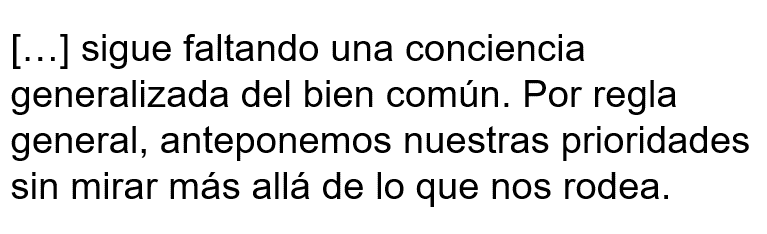 […] sigue faltando una conciencia
generalizada del bien común. Por regla
general, anteponemos nuestras prioridades
sin mirar más allá de lo que nos rodea.